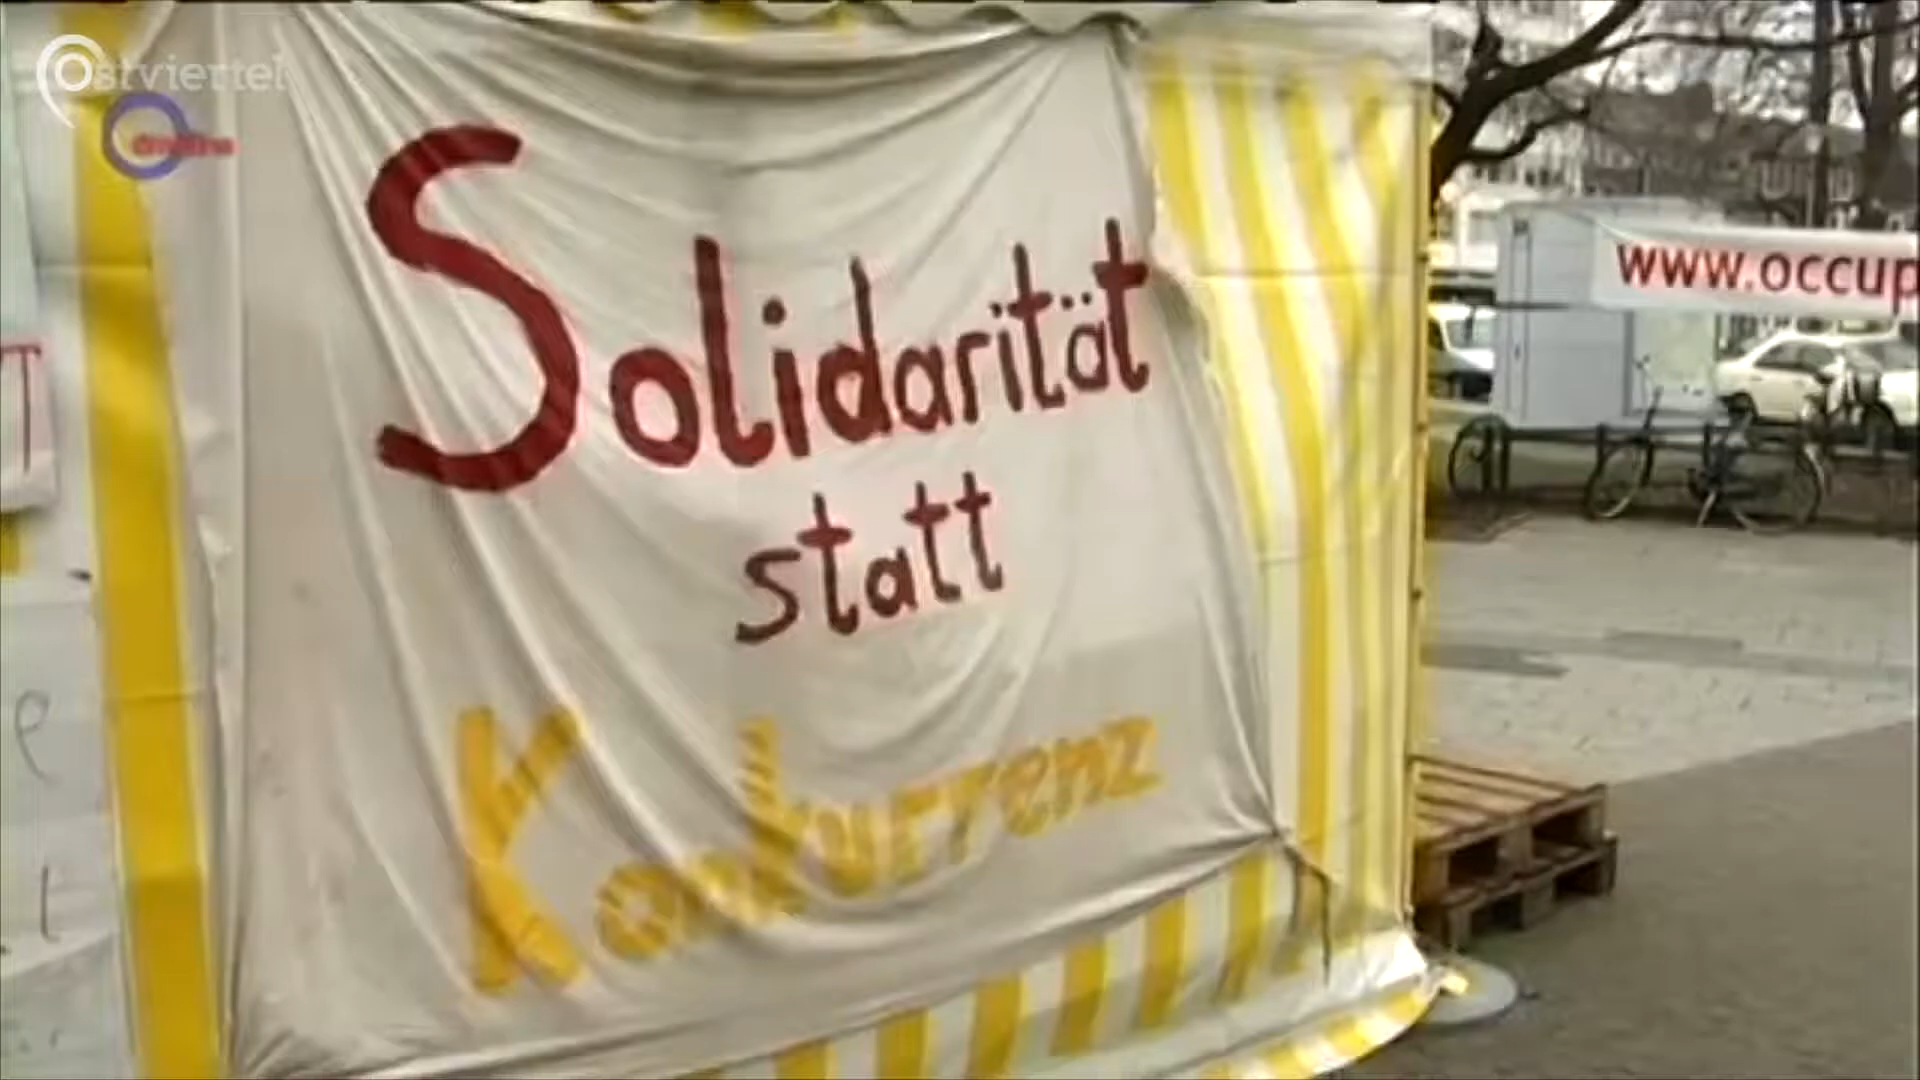 Ostviertel
Solidarität
statt
Konkurrenz
www.occup